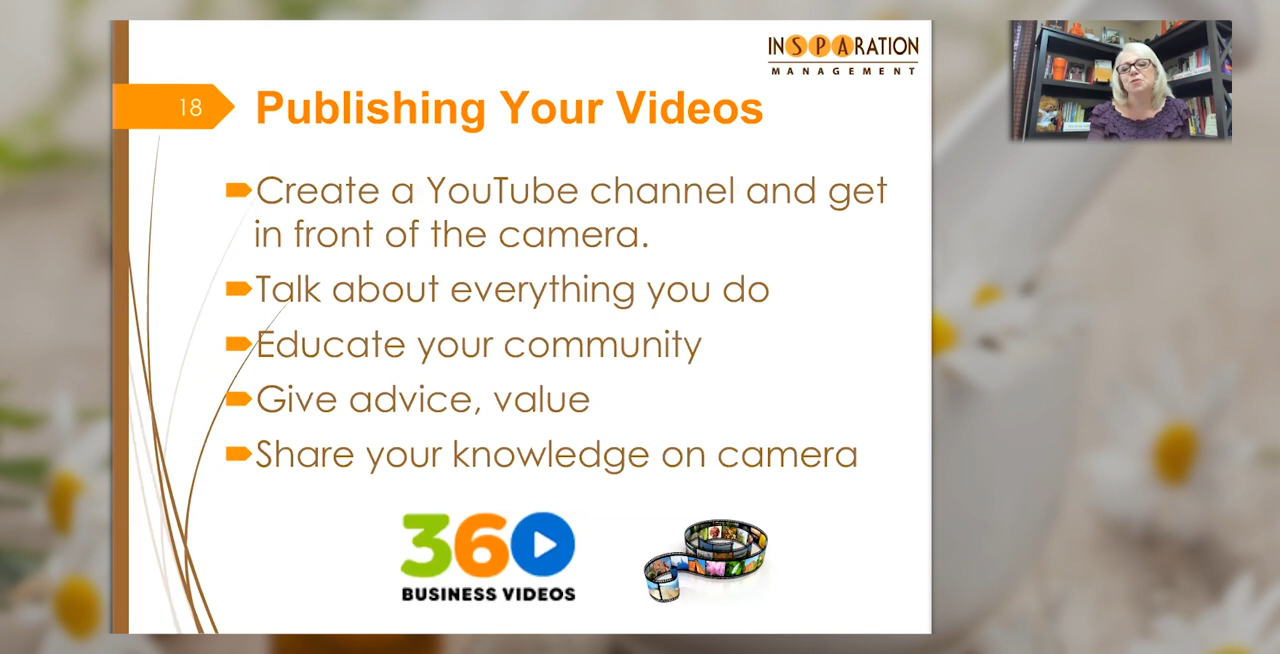 INSPARATION
MANAGEMENT
18
Publishing Your Videos
Create a YouTube channel and get
in front of the camera.
Talk about everything you do
Educate your community
Give advice, value
Share your knowledge on camera
360
BUSINESS VIDEOS